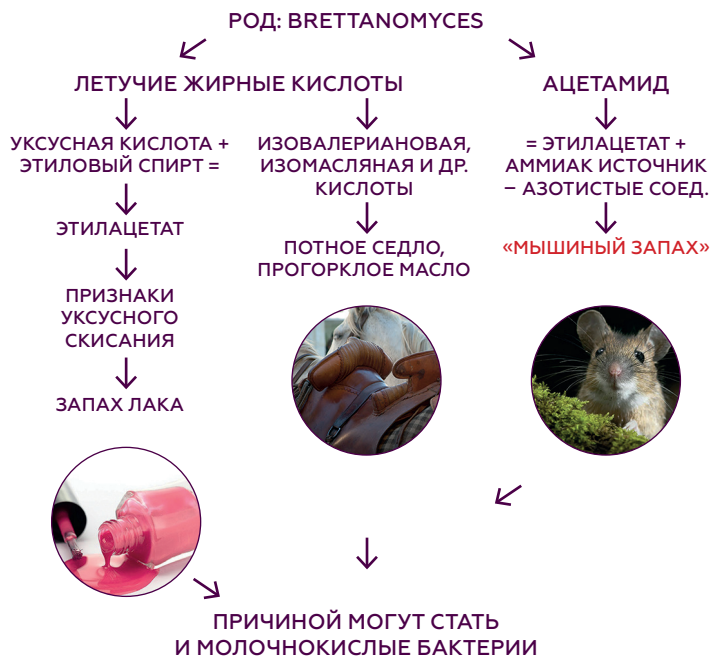 РОД: BRETTANOMYCES
ЛЕТУЧИЕ ЖИРНЫЕ КИСЛОТЫ
УКСУСНАЯ КИСЛОТА +
ЭТИЛОВЫЙ СПИРТ =
ЭТИЛАЦЕТАТ
ПРИЗНАКИ
УКСУСНОГО
СКИСАНИЯ
ЗАПАХ ЛАКА
ИЗОВАЛЕРИАНОВАЯ,
ИЗОМАСЛЯНАЯ И ДР.
КИСЛОТЫ
ПОТНОЕ СЕДЛО,
ПРОГОРКЛОЕ МАСЛО
АЦЕТАМИД
= ЭТИЛАЦЕТАТ +
АММИАК ИСТОЧНИК
– АЗОТИСТЫЕ СОЕД.
«МЫШИНЫЙ ЗАПАХ»
ПРИЧИНОЙ МОГУТ СТАТЬ
И МОЛОЧНОКИСЛЫЕ БАКТЕРИИ